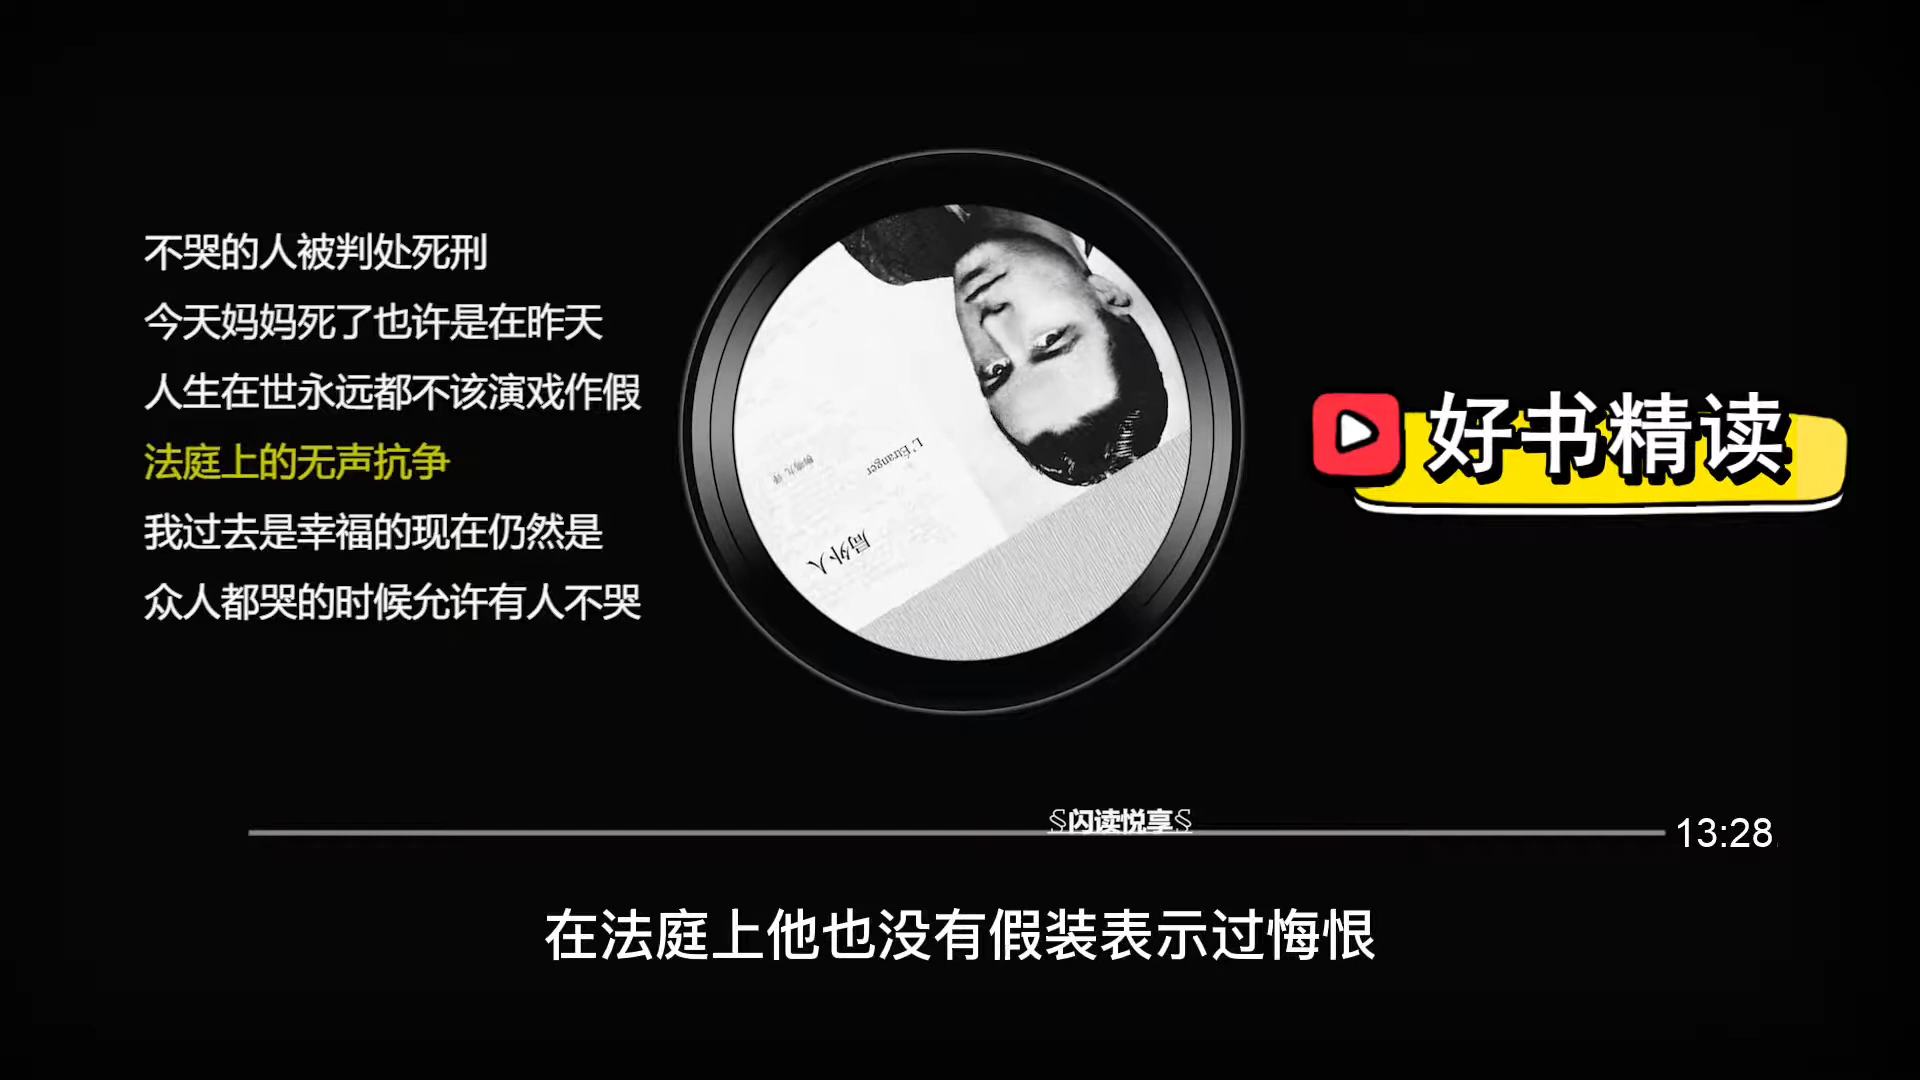 不哭的人被判处死刑
今天妈妈死了也许是在昨天
人生在世永远都不该演戏作假
法庭上的无声抗争
我过去是幸福的现在仍然是
众人都哭的时候允许有人不哭
L'Étranger
柳鸣九 译
局外人
好书精读
§闪读悦享§
13:28
在法庭上他也没有假装表示过悔恨